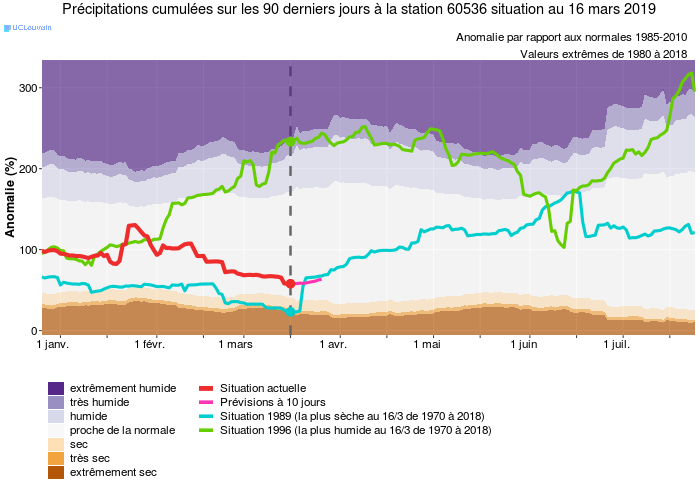 Précipitations cumulées sur les 90 derniers jours à la station 60536 situation au 16 mars 2019
UCLouvain
Anomalie par rapport aux normales 1985-2010
Valeurs extrêmes de 1980 à 2018
Anomalie (%)
300
200
100
0
1 janv. 1 févr. 1 mars 1 avr. 1 mai 1 juin 1 juil.
extrêmement humide
très humide
humide
proche de la normale
sec
très sec
extrêmement sec
Situation actuelle
Prévisions à 10 jours
Situation 1989 (la plus sèche au 16/3 de 1970 à 2018)
Situation 1996 (la plus humide au 16/3 de 1970 à 2018)